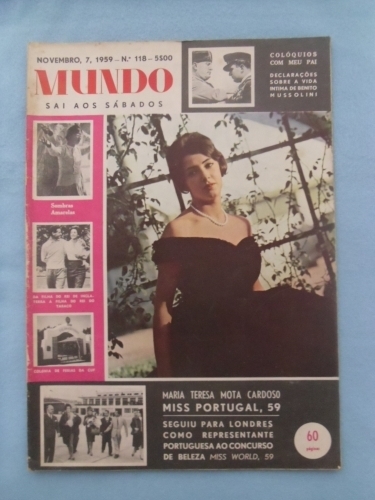 NOVEMBRO, 7, 1959 - N.º 118 - 5$00
MUNDO
SAI AOS SÁBADOS
COLÓQUIOS
COM MEU PAI
DECLARAÇÕES
SOBRE A VIDA
INTIMA DE BENITO
MUSSOLINI
Sombras
Amarelas
MARIA TERESA MOTA CARDOSO
MISS PORTUGAL, 59
SEGUIU PARA LONDRES
COMO REPRESENTANTE
PORTUGUESA AO CONCURSO
DE BELEZA MISS WORLD, 59
60
páginas